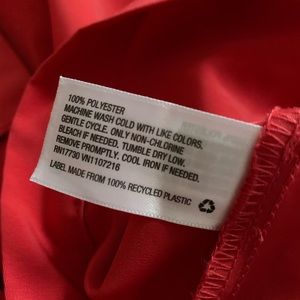 100% POLYESTER
MACHINE WASH COLD WITH LIKE COLORS.
GENTLE CYCLE. ONLY NON-CHLORINE
BLEACH IF NEEDED. TUMBLE DRY LOW.
REMOVE PROMPTLY. COOL IRON IF NEEDED.
RN17730 VN1107216
LABEL MADE FROM 100% RECYCLED PLASTIC